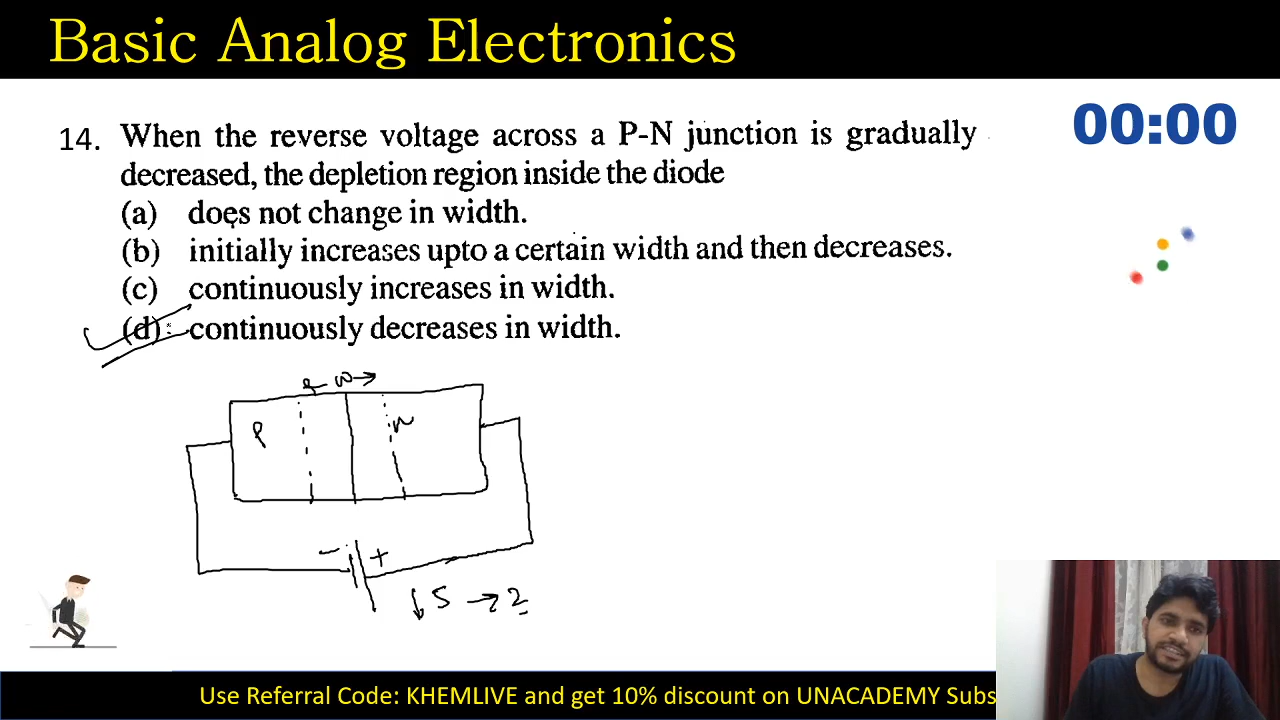 Basic Analog Electronics
00:00
14. When the reverse voltage across a P-N junction is gradually
decreased, the depletion region inside the diode
(a) does not change in width.
(b) initially increases upto a certain width and then decreases.
(c) continuously increases in width.
(d) continuously decreases in width.
← W →
P n
- +
↓ 5 → 2
Use Referral Code: KHEMLIVE and get 10% discount on UNACADEMY Subs